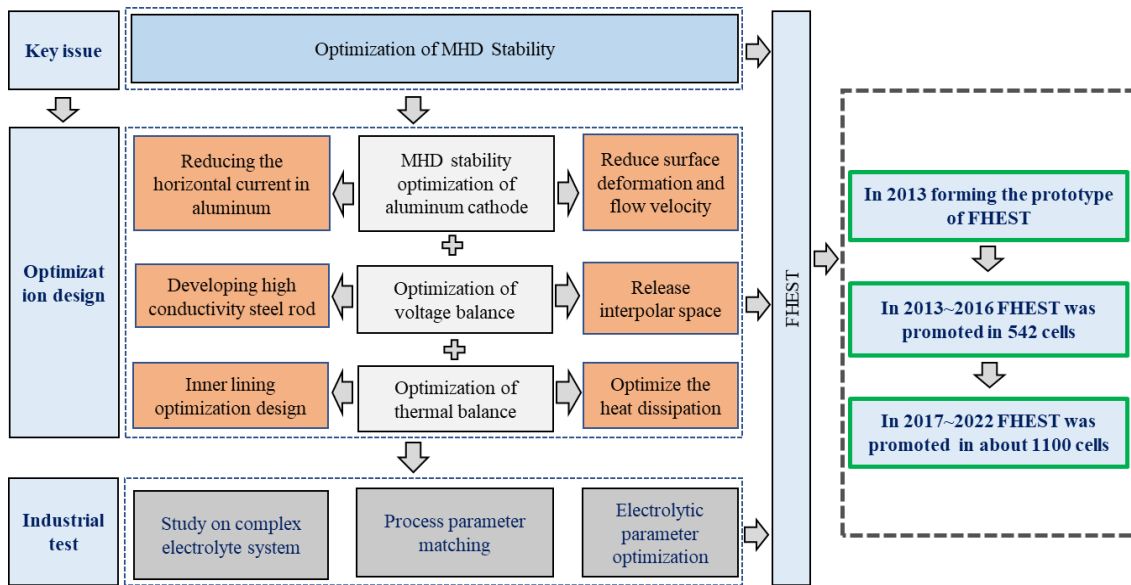 Key issue
Optimization of MHD Stability
Optimizat
ion design
Reducing the
horizontal current in
aluminum
MHD stability
optimization of
aluminum cathode
Reduce surface
deformation and
flow velocity
Developing high
conductivity steel rod
Optimization of
voltage balance
Release
interpolar space
Inner lining
optimization design
Optimization of
thermal balance
Optimize the
heat dissipation
Industrial
test
Study on complex
electrolyte system
Process parameter
matching
Electrolytic
parameter
optimization
FHEST
In 2013 forming the prototype
of FHEST
In 2013~2016 FHEST was
promoted in 542 cells
In 2017~2022 FHEST was
promoted in about 1100 cells